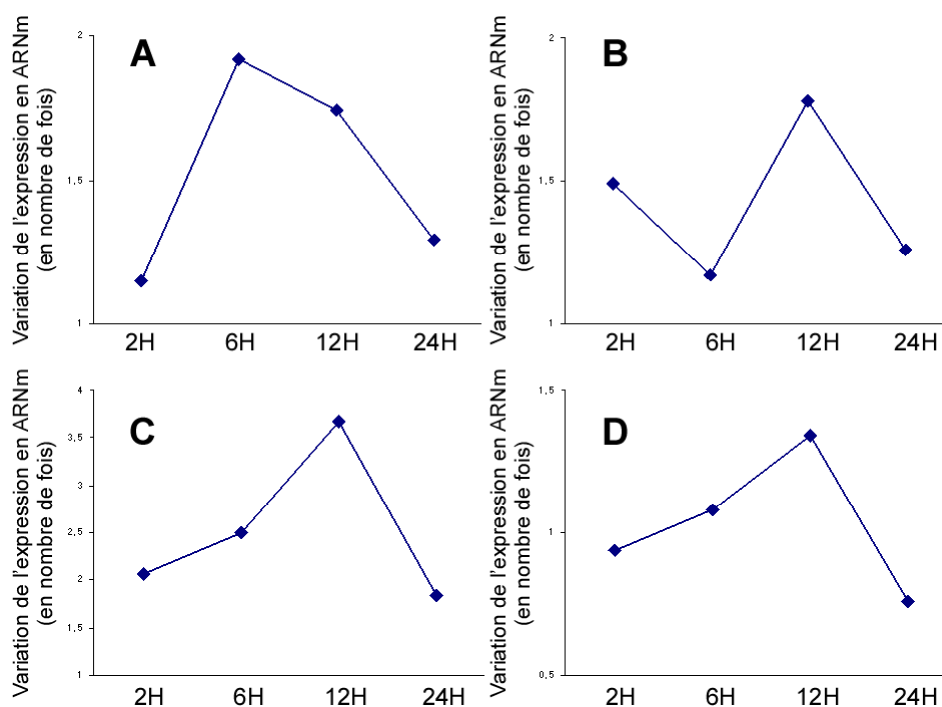 A
Variation de l'expression en ARNm
(en nombre de fois)
2
1,5
1
2H 6H 12H 24H
B
Variation de l'expression en ARNm
(en nombre de fois)
2
1,5
1
2H 6H 12H 24H
C
Variation de l'expression en ARNm
(en nombre de fois)
4
3,5
3
2,5
2
1,5
1
2H 6H 12H 24H
D
Variation de l'expression en ARNm
(en nombre de fois)
1,5
1
0,5
2H 6H 12H 24H